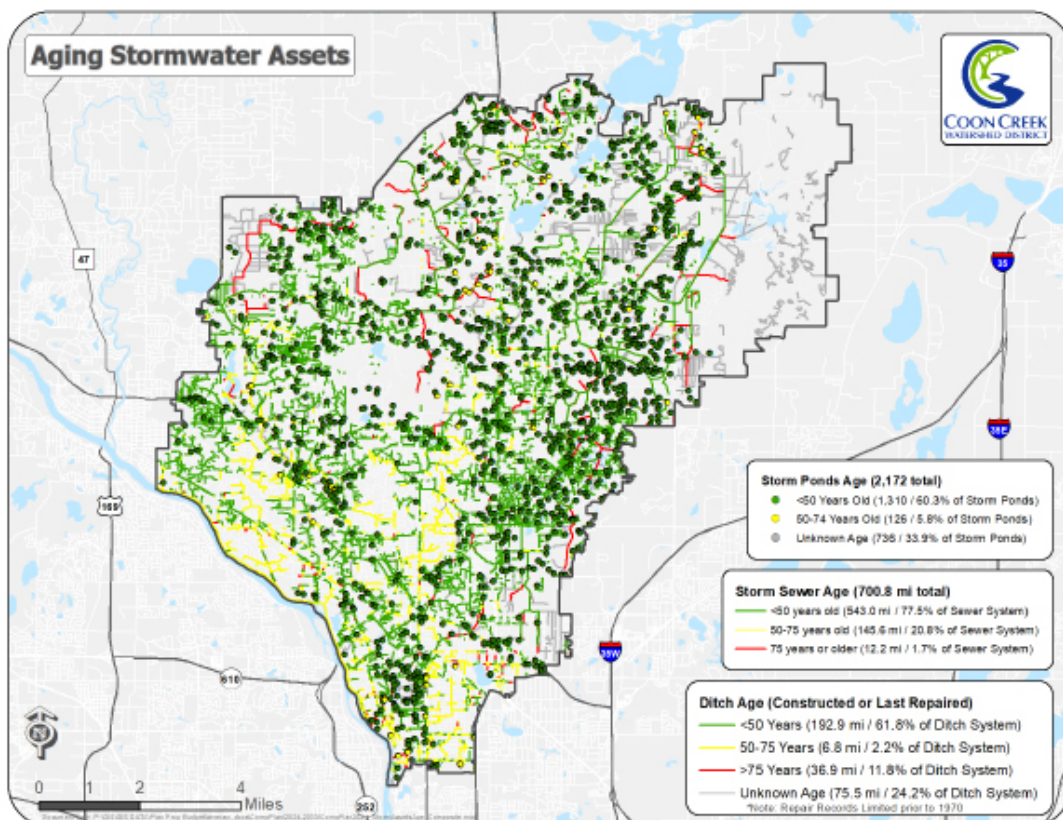 Aging Stormwater Assets
COON CREEK
WATERSHED DISTRICT
47
35
35E
169
Storm Ponds Age (2,172 total)
<50 Years Old (1,310 / 60.3% of Storm Ponds)
50-74 Years Old (126 / 5.8% of Storm Ponds)
Unknown Age (736 / 33.9% of Storm Ponds)
Storm Sewer Age (700.8 mi total)
<50 years old (543.0 mi / 77.5% of Sewer System)
50-75 years old (145.6 mi / 20.8% of Sewer System)
75 years or older (12.2 mi / 1.7% of Sewer System)
35W
610
Ditch Age (Constructed or Last Repaired)
<50 Years (192.9 mi / 61.8% of Ditch System)
50-75 Years (6.8 mi / 2.2% of Ditch System)
>75 Years (36.9 mi / 11.8% of Ditch System)
Unknown Age (75.5 mi / 24.2% of Ditch System)
*Note: Repair Records Limited prior to 1970
N
0 1 2 4
Miles
252